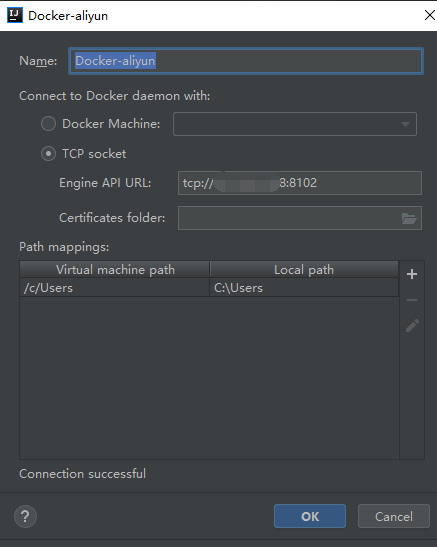 Docker-aliyun
Name: Docker-aliyun
Connect to Docker daemon with:
Docker Machine:
TCP socket
Engine API URL: tcp:// 8:8102
Certificates folder:
Path mappings:
Virtual machine path Local path
/c/Users C:\Users
Connection successful
? OK Cancel